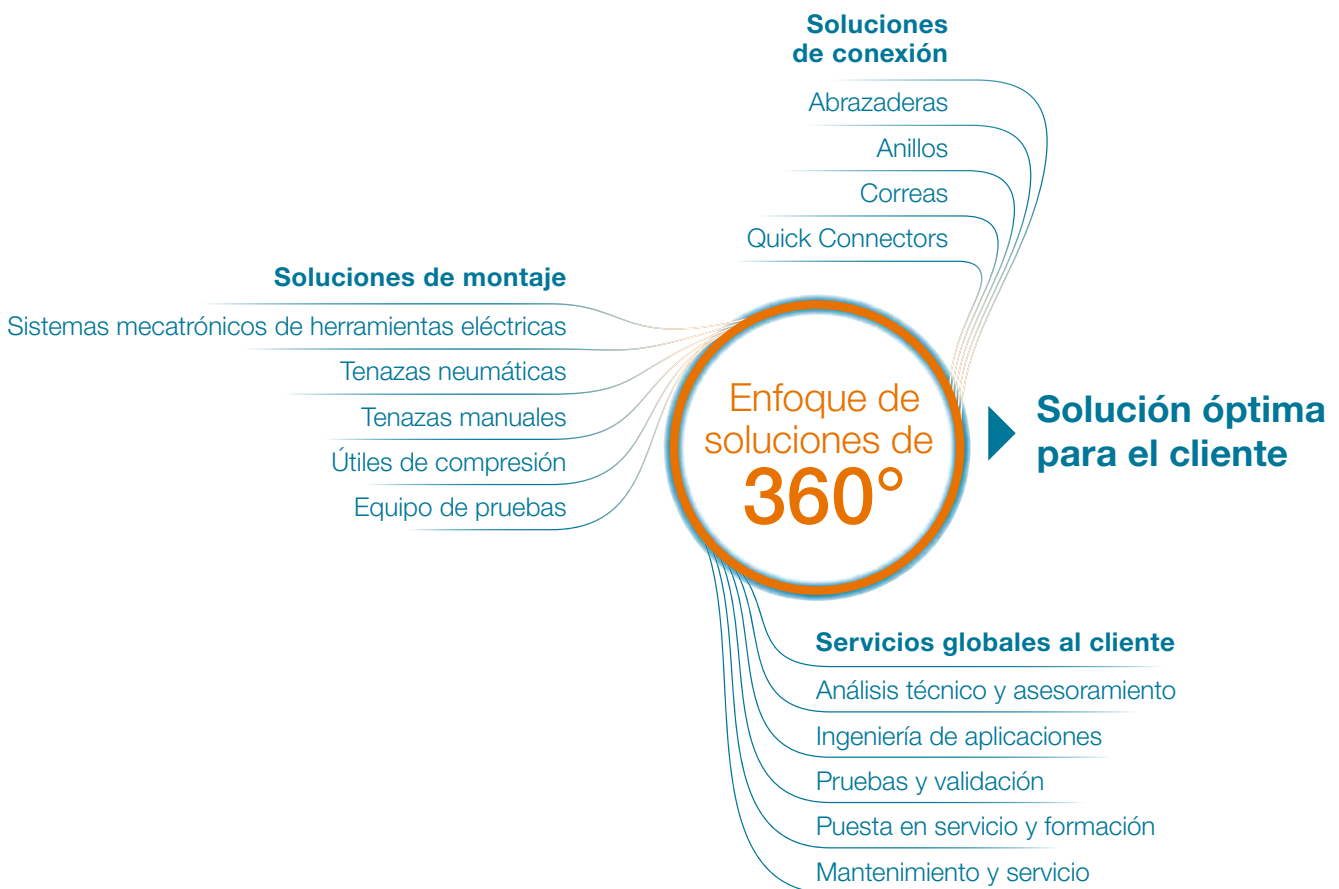 Soluciones
de conexión
Abrazaderas
Anillos
Correas
Quick Connectors
Soluciones de montaje
Sistemas mecatrónicos de herramientas eléctricas
Tenazas neumáticas
Tenazas manuales
Útiles de compresión
Equipo de pruebas
Enfoque de
soluciones de
360°
Solución óptima
para el cliente
Servicios globales al cliente
Análisis técnico y asesoramiento
Ingeniería de aplicaciones
Pruebas y validación
Puesta en servicio y formación
Mantenimiento y servicio